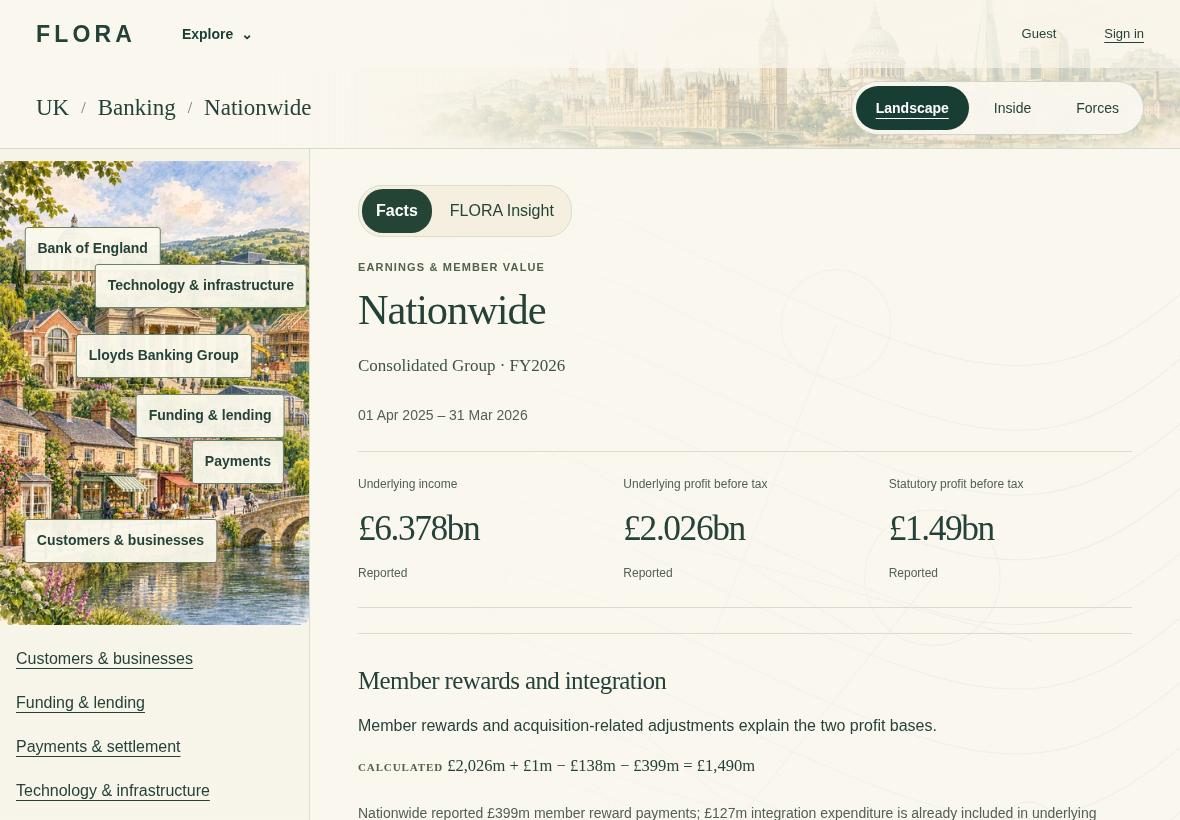 FLORA
Explore
Guest
Sign in
UK / Banking / Nationwide
Landscape
Inside
Forces
Bank of England
Technology & infrastructure
Lloyds Banking Group
Funding & lending
Payments
Customers & businesses
Customers & businesses
Funding & lending
Payments & settlement
Technology & infrastructure
Facts
FLORA Insight
EARNINGS & MEMBER VALUE
Nationwide
Consolidated Group · FY2026
01 Apr 2025 – 31 Mar 2026
Underlying income
£6.378bn
Reported
Underlying profit before tax
£2.026bn
Reported
Statutory profit before tax
£1.49bn
Reported
Member rewards and integration
Member rewards and acquisition-related adjustments explain the two profit bases.
CALCULATED £2,026m + £1m − £138m − £399m = £1,490m
Nationwide reported £399m member reward payments; £127m integration expenditure is already included in underlying